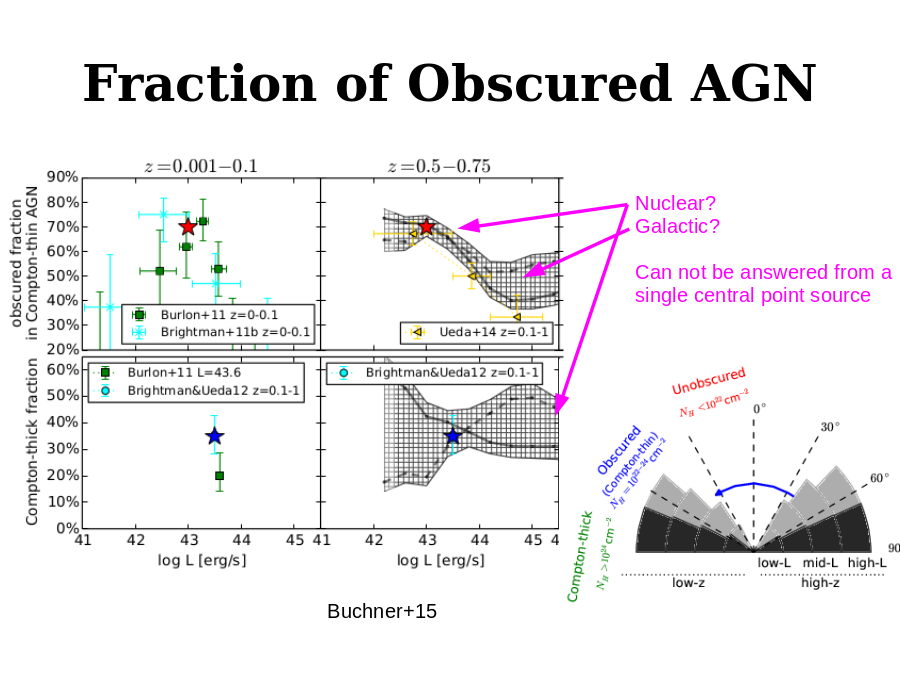 Fraction of Obscured AGN
z=0.001−0.1
z=0.5−0.75
90%
80%
70%
60%
50%
40%
30%
20%
obscured fraction
in Compton-thin AGN
Burlon+11 z=0-0.1
Brightman+11b z=0-0.1
Ueda+14 z=0.1-1
Nuclear?
Galactic?
Can not be answered from a
single central point source
60%
50%
40%
30%
20%
10%
0%
Compton-thick fraction
Burlon+11 L=43.6
Brightman&Ueda12 z=0.1-1
Brightman&Ueda12 z=0.1-1
41 42 43 44 45 41 42 43 44 45 4
log L [erg/s]
log L [erg/s]
Unobscured
N_H <10²² cm⁻²
Obscured
(Compton-thin)
N_H =10²²⁻²⁴ cm⁻²
Compton-thick
N_H >10²⁴ cm⁻²
0°
30°
60°
90
low-L mid-L high-L
low-z
high-z
Buchner+15